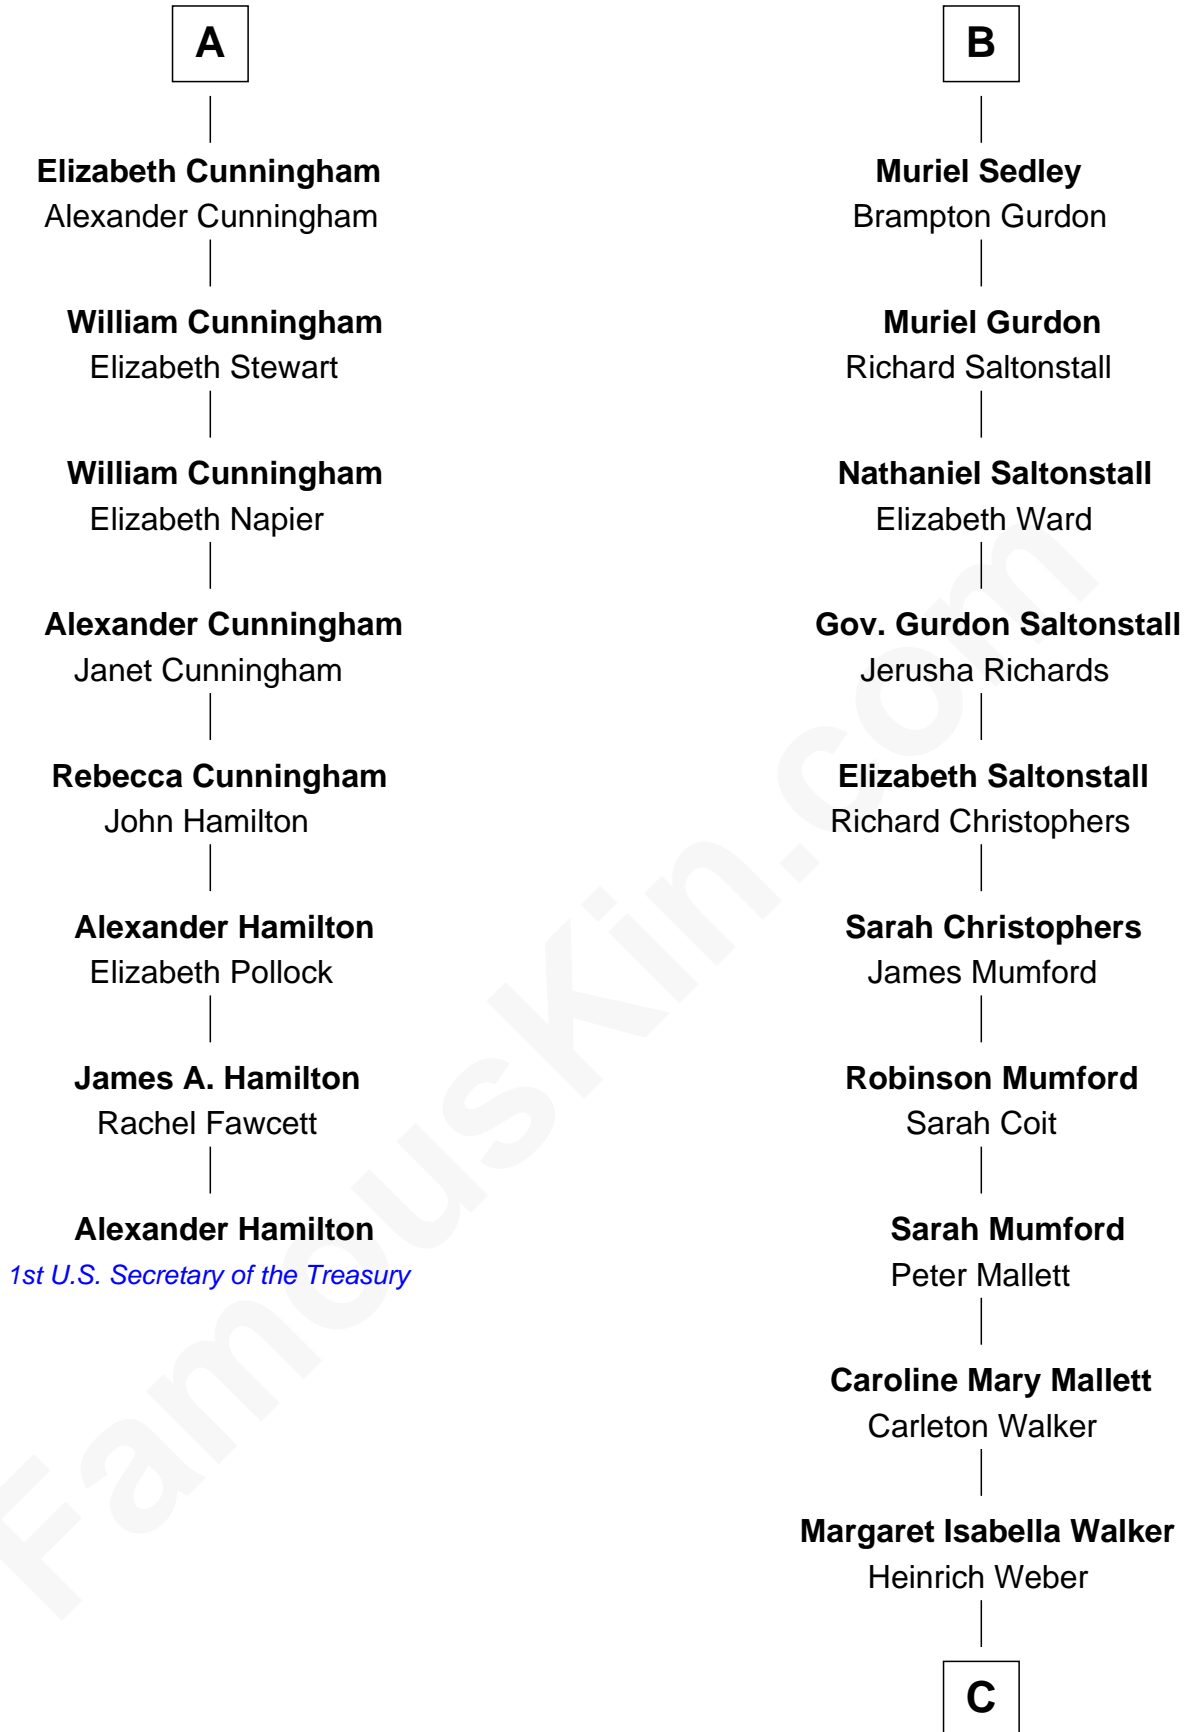 A
Elizabeth Cunningham
Alexander Cunningham
William Cunningham
Elizabeth Stewart
William Cunningham
Elizabeth Napier
Alexander Cunningham
Janet Cunningham
Rebecca Cunningham
John Hamilton
Alexander Hamilton
Elizabeth Pollock
James A. Hamilton
Rachel Fawcett
Alexander Hamilton
1st U.S. Secretary of the Treasury
B
Muriel Sedley
Brampton Gurdon
Muriel Gurdon
Richard Saltonstall
Nathaniel Saltonstall
Elizabeth Ward
Gov. Gurdon Saltonstall
Jerusha Richards
Elizabeth Saltonstall
Richard Christophers
Sarah Christophers
James Mumford
Robinson Mumford
Sarah Coit
Sarah Mumford
Peter Mallett
Caroline Mary Mallett
Carleton Walker
Margaret Isabella Walker
Heinrich Weber
C
FamousKin.com